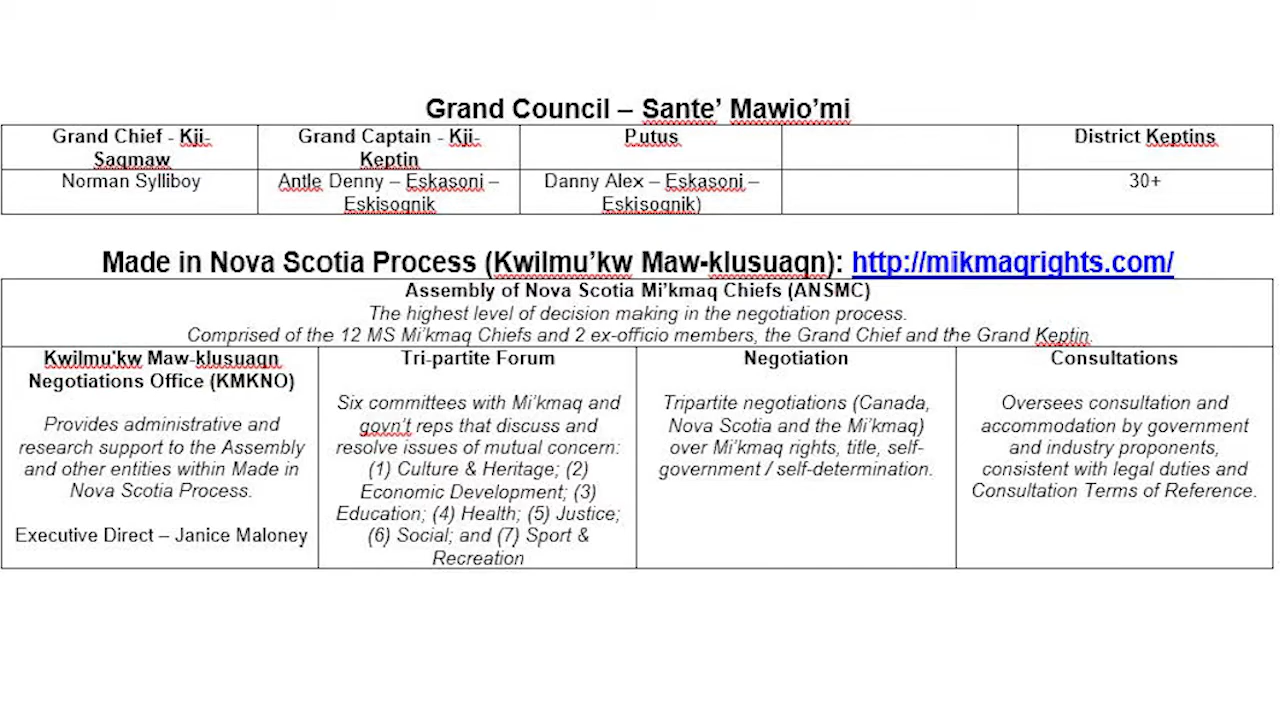 Grand Council – Sante’ Mawio’mi
Grand Chief - Kji-
Saqmaw
Grand Captain - Kji-
Keptin
Putus
District Keptins
Norman Sylliboy
Antle Denny – Eskasoni –
Eskisoqnik
Danny Alex – Eskasoni –
Eskisoqnik)
30+
Made in Nova Scotia Process (Kwilmu’kw Maw-klusuaqn): http://mikmaqrights.com/
Assembly of Nova Scotia Mi’kmaq Chiefs (ANSMC)
The highest level of decision making in the negotiation process.
Comprised of the 12 MS Mi’kmaq Chiefs and 2 ex-officio members, the Grand Chief and the Grand Keptin.
Kwilmu’kw Maw-klusuaqn
Negotiations Office (KMKNO)
Provides administrative and
research support to the Assembly
and other entities within Made in
Nova Scotia Process.
Executive Direct – Janice Maloney
Tri-partite Forum
Six committees with Mi’kmaq and
govn’t reps that discuss and
resolve issues of mutual concern:
(1) Culture & Heritage; (2)
Economic Development; (3)
Education; (4) Health; (5) Justice;
(6) Social; and (7) Sport &
Recreation
Negotiation
Tripartite negotiations (Canada,
Nova Scotia and the Mi’kmaq)
over Mi’kmaq rights, title, self-
government / self-determination.
Consultations
Oversees consultation and
accommodation by government
and industry proponents,
consistent with legal duties and
Consultation Terms of Reference.